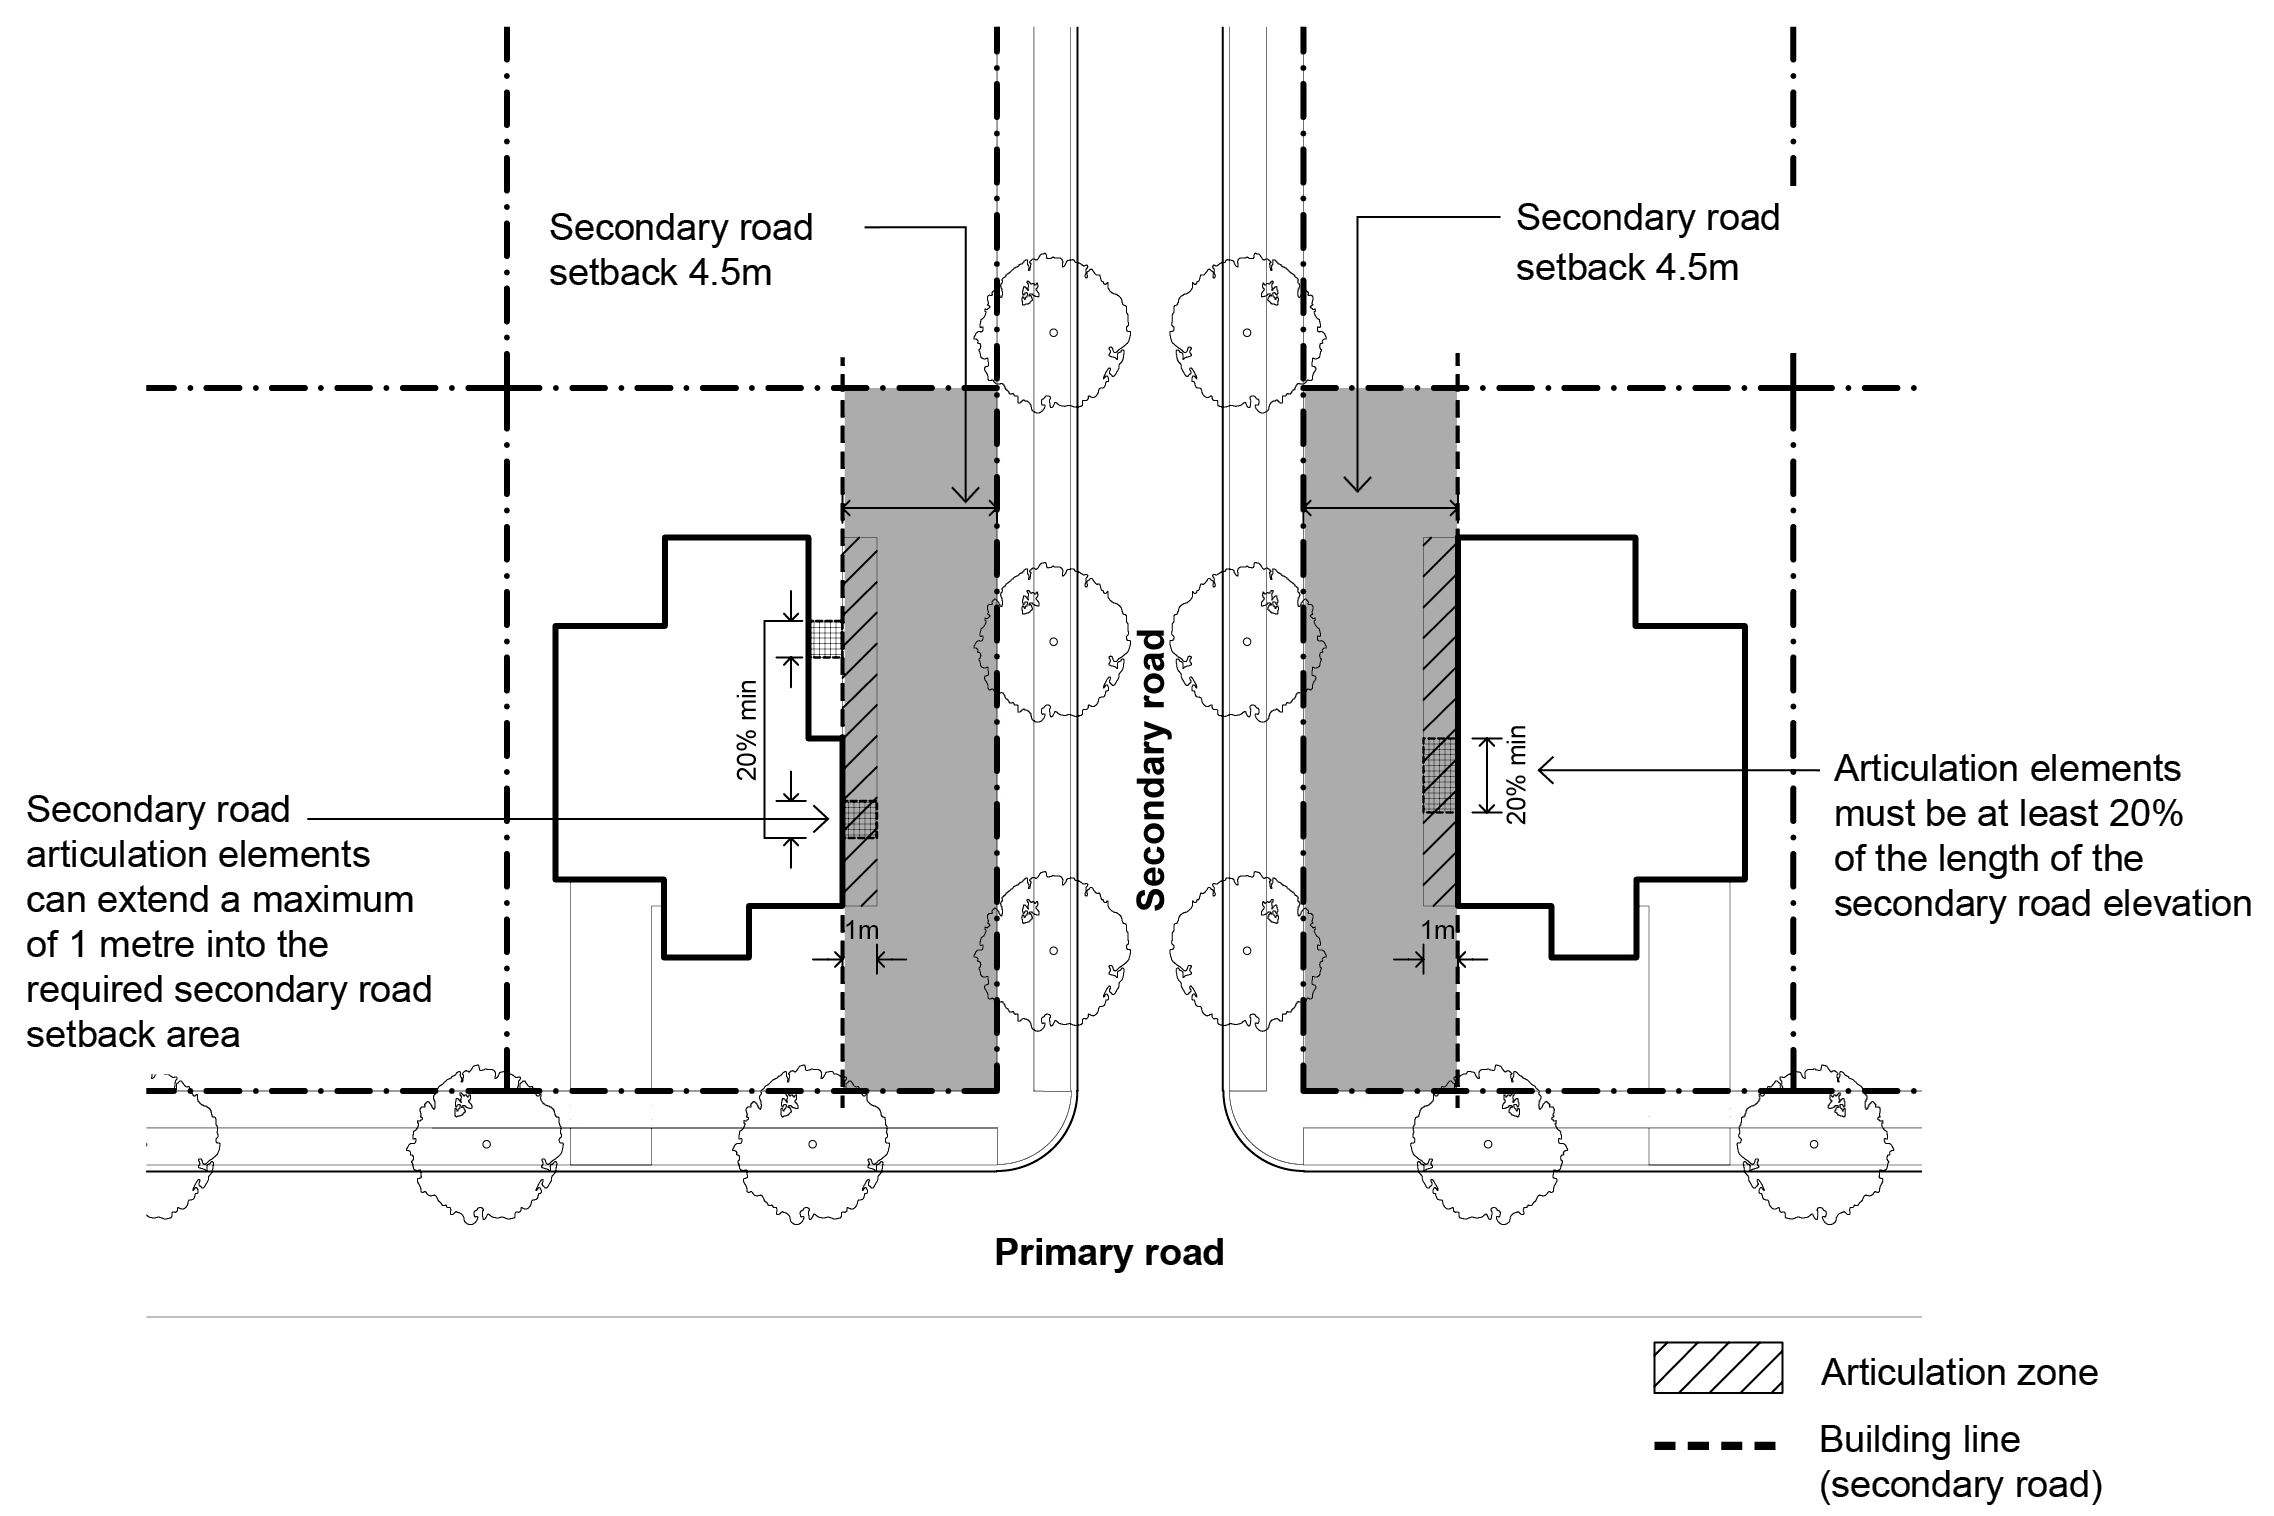 Secondary road
setback 4.5m
Secondary road
setback 4.5m
20% min
Secondary road
articulation elements
can extend a maximum
of 1 metre into the
required secondary road
setback area
1m
Secondary road
1m
20% min
Articulation elements
must be at least 20%
of the length of the
secondary road elevation
Primary road
Articulation zone
Building line
(secondary road)